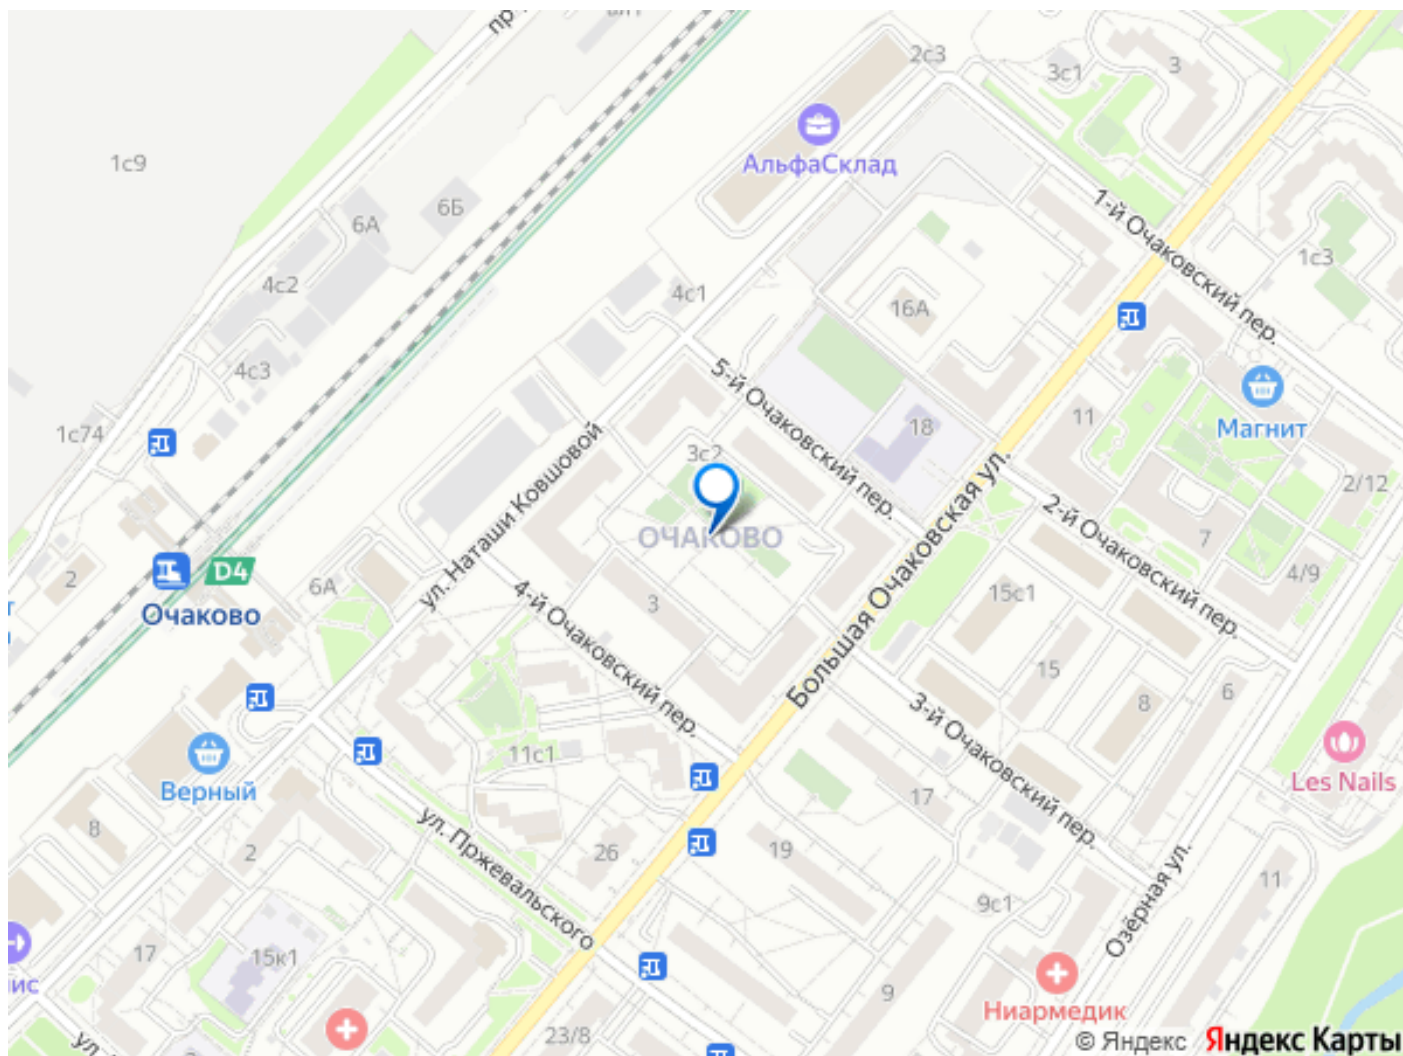 2с3
3с1
3
1с9
АльфаСклад
6Б
6А
1-й Очаковский пер.
1с3
4с2
4с1
16А
4с3
5-й Очаковский пер.
Магнит
11
18
1с74
3с2
2/12
ул. Наташи Ковшовой
Большая Очаковская ул.
2-й Очаковский пер.
ОЧАКОВО
7
D4
2
6А
4/9
Очаково
4-й Очаковский пер.
3
15с1
15
6
8
3-й Очаковский пер.
11с1
Les Nails
Верный
17
8
ул. Пржевальского
2
26
19
11
9с1
Озёрная ул.
17
15к1
9
Ниармедик
23/8
© Яндекс Яндекс Карты